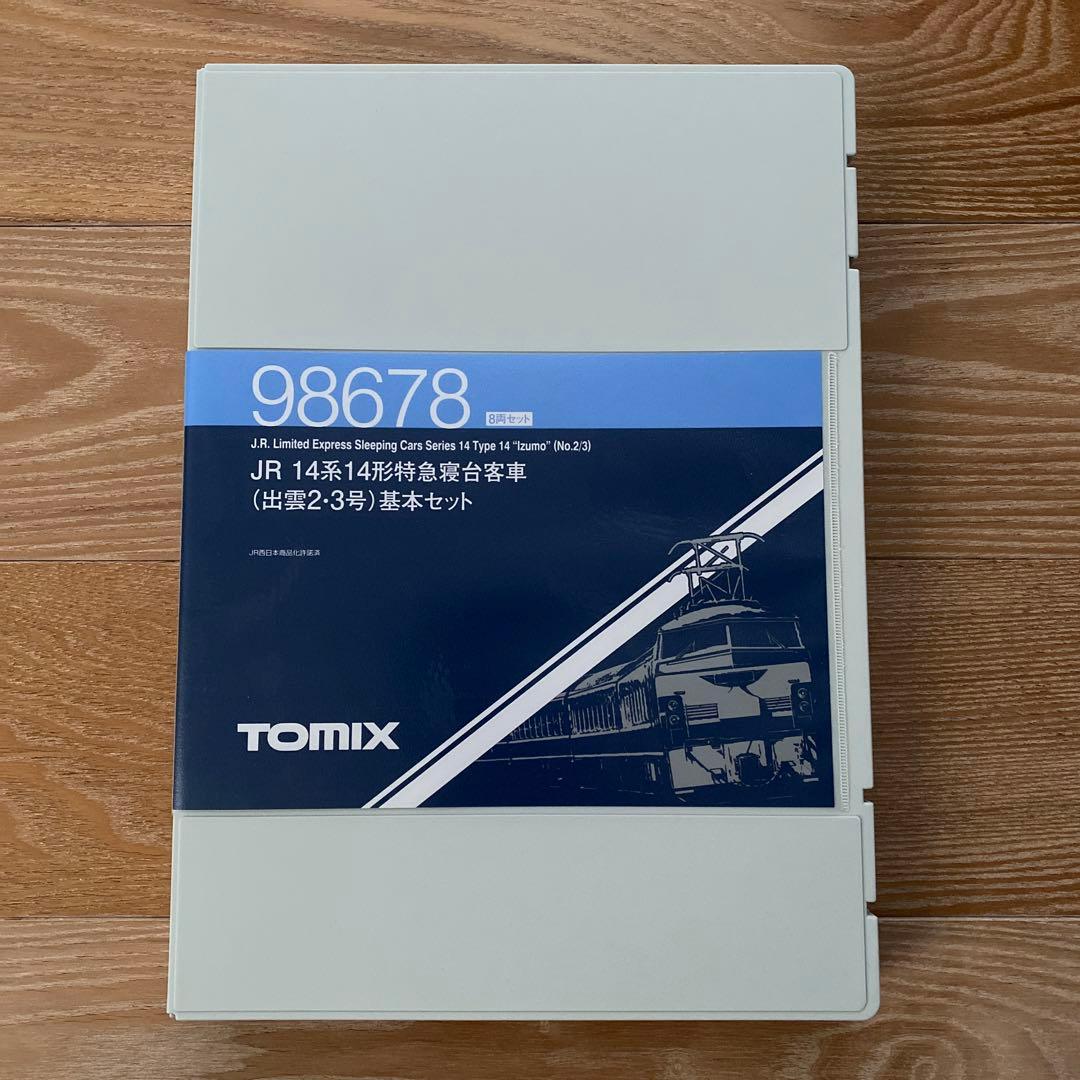 98678 8両セット
J.R. Limited Express Sleeping Cars Series 14 Type 14 “Izumo” (No.2/3)
JR 14系14形特急寝台客車
(出雲2・3号)基本セット
JR西日本商品化許諾済
TOMIX